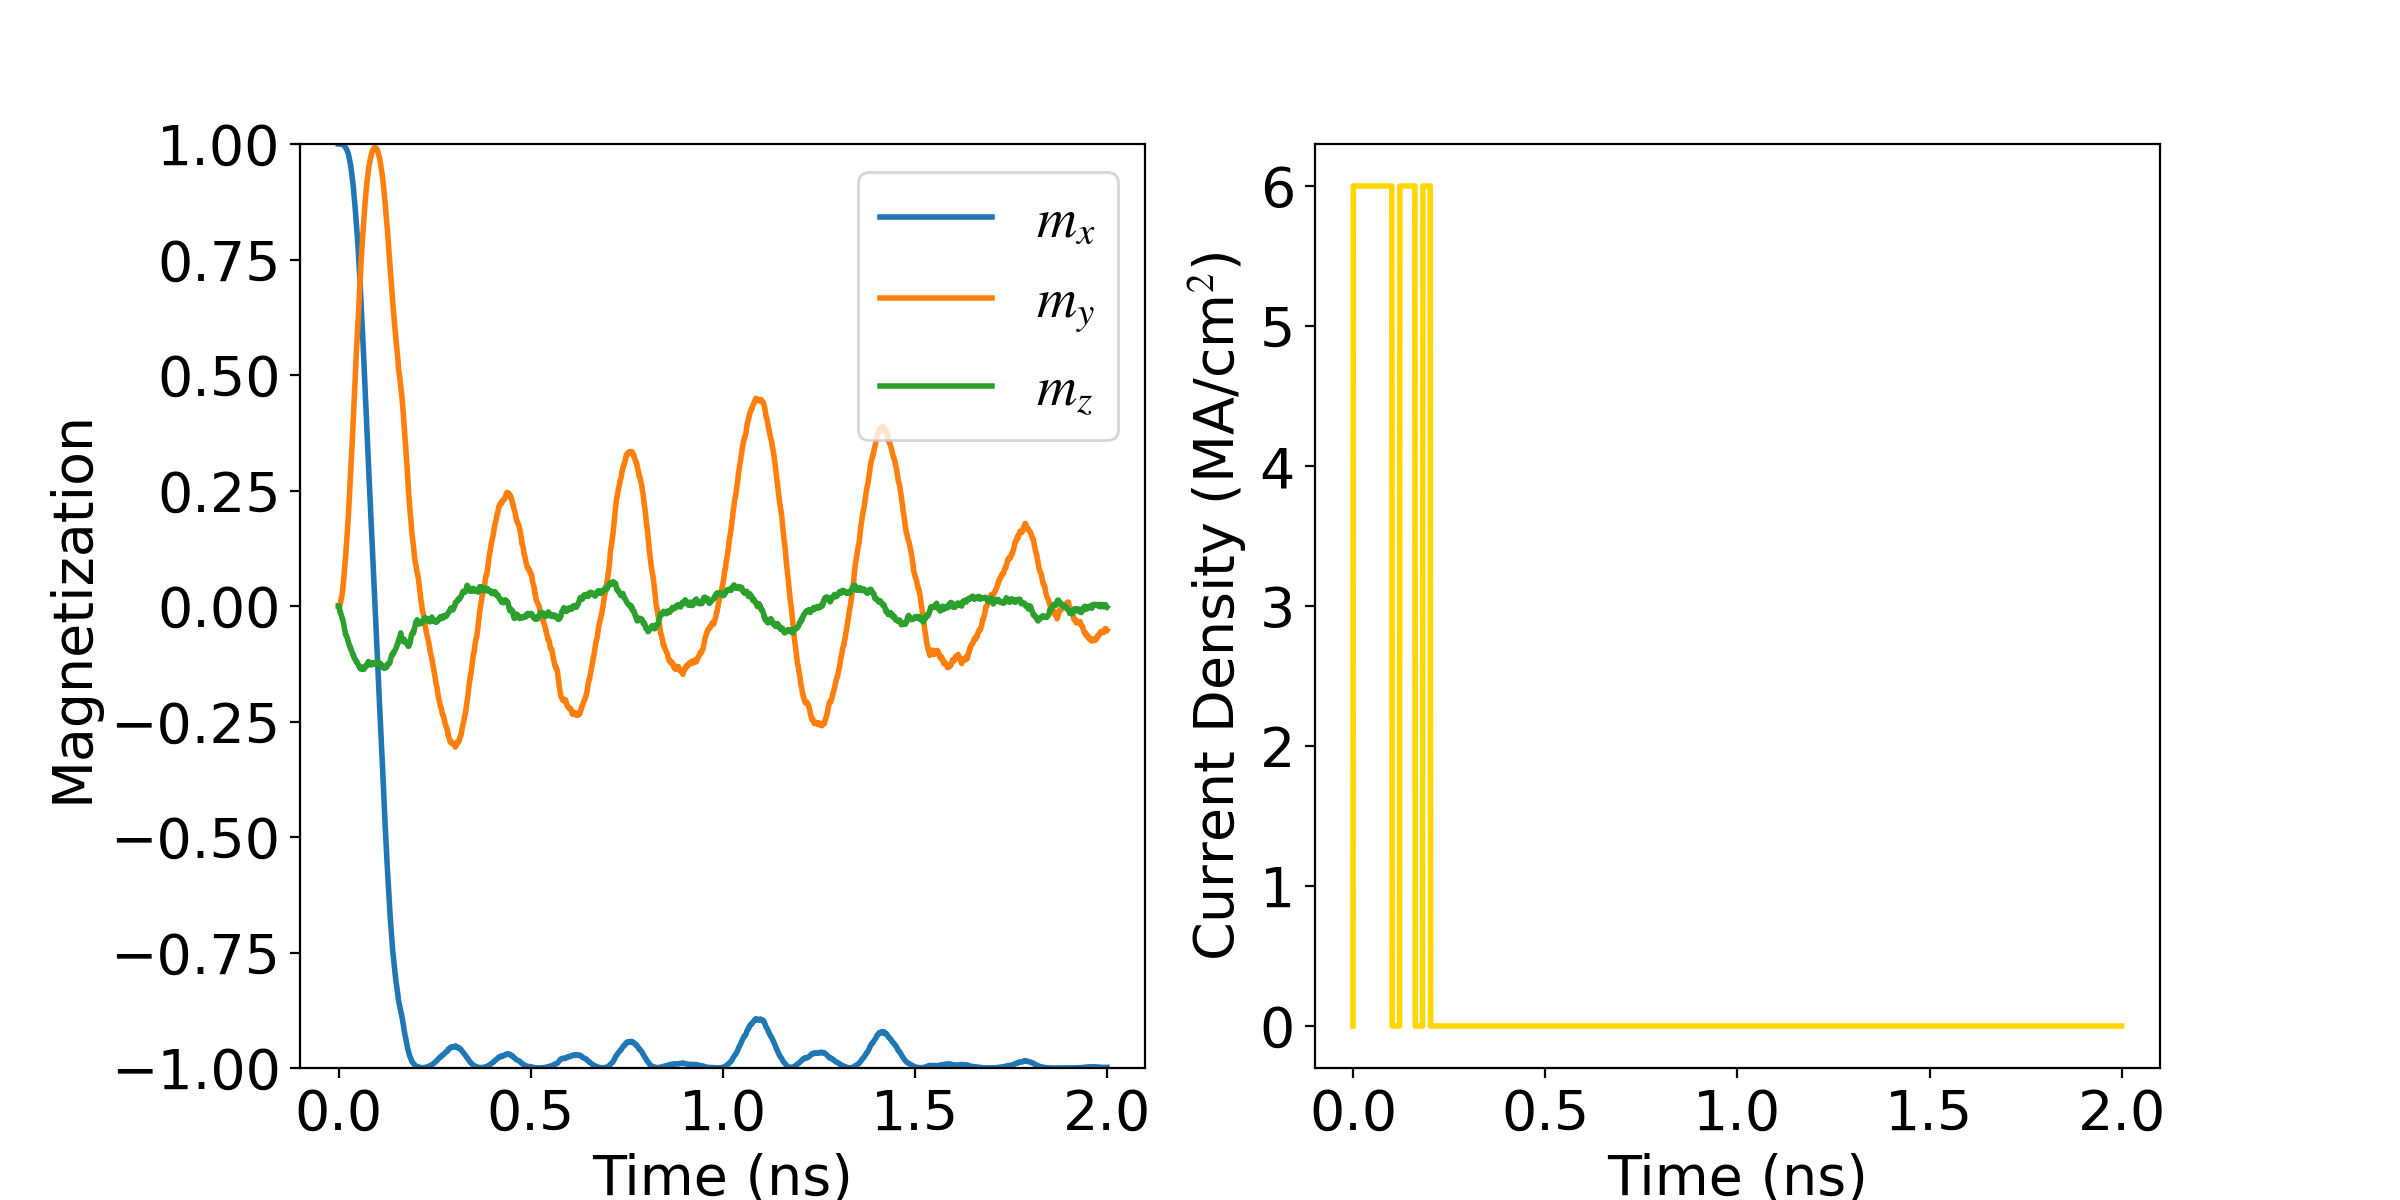 Magnetization
1.00
0.75
0.50
0.25
0.00
−0.25
−0.50
−0.75
−1.00
0.0 0.5 1.0 1.5 2.0
Time (ns)
m_x
m_y
m_z
Current Density (MA/cm²)
6
5
4
3
2
1
0
0.0 0.5 1.0 1.5 2.0
Time (ns)